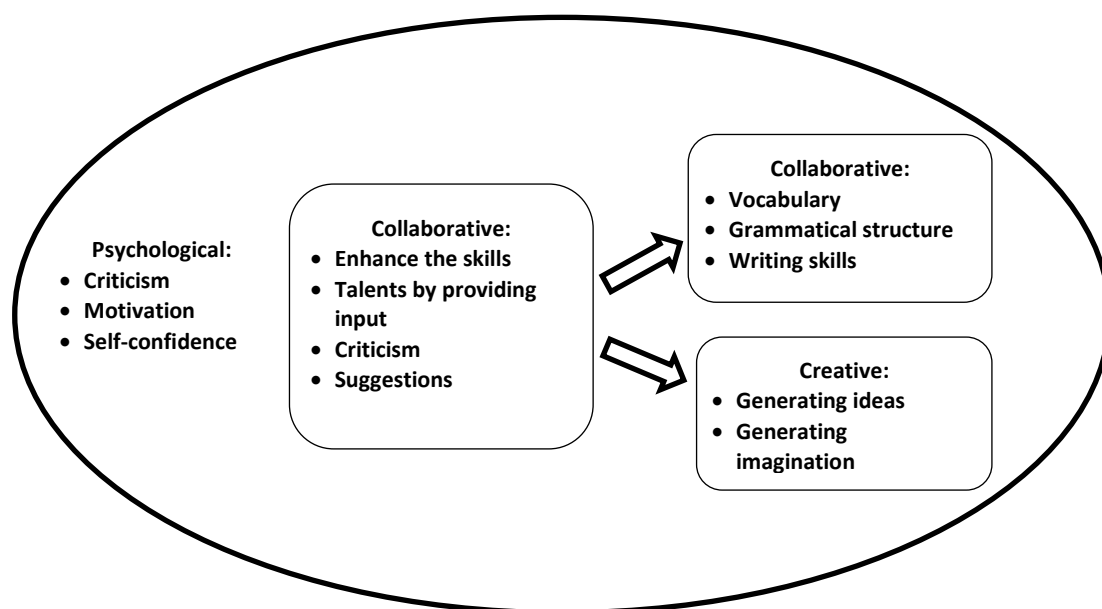 Psychological:
• Criticism
• Motivation
• Self-confidence
Collaborative:
• Enhance the skills
• Talents by providing
input
• Criticism
• Suggestions
Collaborative:
• Vocabulary
• Grammatical structure
• Writing skills
Creative:
• Generating ideas
• Generating
imagination